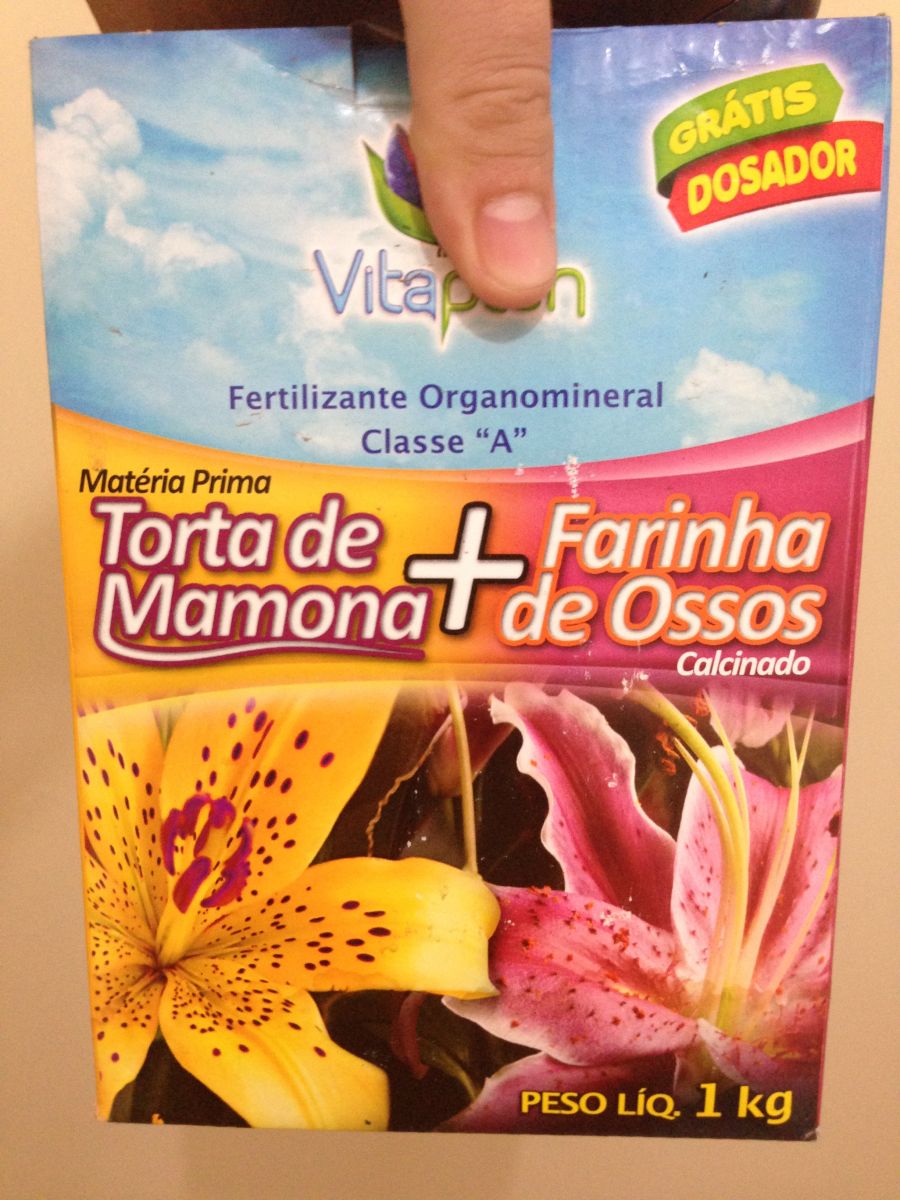 GRÁTIS
DOSADOR
Fertilizante Organomineral
Classe "A"
Matéria Prima
Torta de
Mamona
+
Farinha
de Ossos
Calcinado
PESO LÍQ. 1 kg